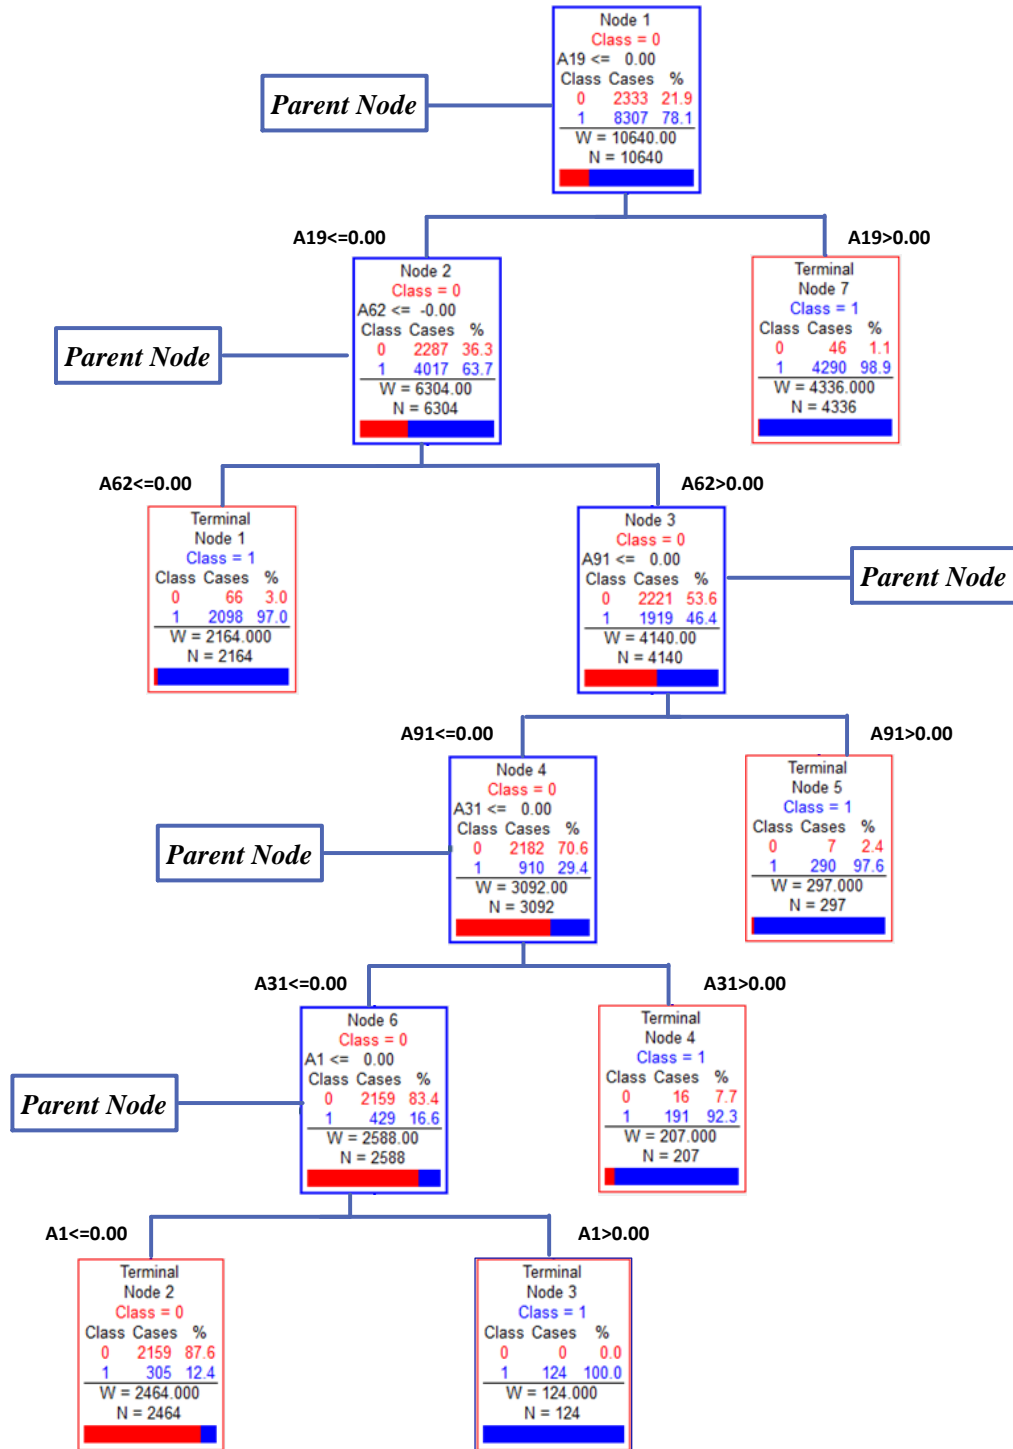 Node 1
Class = 0
A19 <= 0.00
Class Cases %
0 2333 21.9
1 8307 78.1
W = 10640.00
N = 10640
Parent Node
A19<=0.00
A19>0.00
Node 2
Class = 0
A62 <= -0.00
Class Cases %
0 2287 36.3
1 4017 63.7
W = 6304.00
N = 6304
Terminal
Node 7
Class = 1
Class Cases %
0 46 1.1
1 4290 98.9
W = 4336.000
N = 4336
Parent Node
A62<=0.00
A62>0.00
Terminal
Node 1
Class = 1
Class Cases %
0 66 3.0
1 2098 97.0
W = 2164.000
N = 2164
Node 3
Class = 0
A91 <= 0.00
Class Cases %
0 2221 53.6
1 1919 46.4
W = 4140.00
N = 4140
Parent Node
A91<=0.00
A91>0.00
Node 4
Class = 0
A31 <= 0.00
Class Cases %
0 2182 70.6
1 910 29.4
W = 3092.00
N = 3092
Terminal
Node 5
Class = 1
Class Cases %
0 7 2.4
1 290 97.6
W = 297.000
N = 297
Parent Node
A31<=0.00
A31>0.00
Node 6
Class = 0
A1 <= 0.00
Class Cases %
0 2159 83.4
1 429 16.6
W = 2588.00
N = 2588
Terminal
Node 4
Class = 1
Class Cases %
0 16 7.7
1 191 92.3
W = 207.000
N = 207
Parent Node
A1<=0.00
A1>0.00
Terminal
Node 2
Class = 0
Class Cases %
0 2159 87.6
1 305 12.4
W = 2464.000
N = 2464
Terminal
Node 3
Class = 1
Class Cases %
0 0 0.0
1 124 100.0
W = 124.000
N = 124